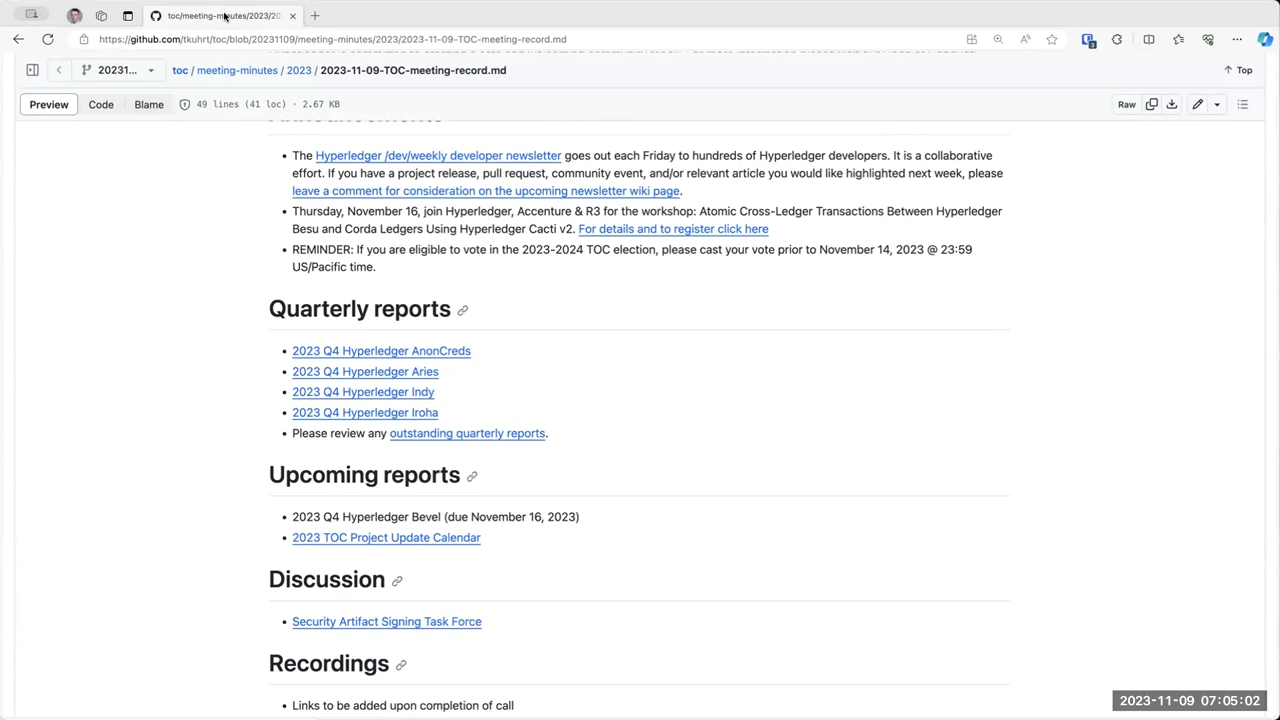 toc/meeting-minutes/2023/20
https://github.com/tkuhrt/toc/blob/20231109/meeting-minutes/2023/2023-11-09-TOC-meeting-record.md
20231...
toc / meeting-minutes / 2023 / 2023-11-09-TOC-meeting-record.md
Top
Preview
Code
Blame
49 lines (41 loc) · 2.67 KB
Raw
• The Hyperledger /dev/weekly developer newsletter goes out each Friday to hundreds of Hyperledger developers. It is a collaborative
effort. If you have a project release, pull request, community event, and/or relevant article you would like highlighted next week, please
leave a comment for consideration on the upcoming newsletter wiki page.
• Thursday, November 16, join Hyperledger, Accenture & R3 for the workshop: Atomic Cross-Ledger Transactions Between Hyperledger
Besu and Corda Ledgers Using Hyperledger Cacti v2. For details and to register click here
• REMINDER: If you are eligible to vote in the 2023-2024 TOC election, please cast your vote prior to November 14, 2023 @ 23:59
US/Pacific time.
Quarterly reports
• 2023 Q4 Hyperledger AnonCreds
• 2023 Q4 Hyperledger Aries
• 2023 Q4 Hyperledger Indy
• 2023 Q4 Hyperledger Iroha
• Please review any outstanding quarterly reports.
Upcoming reports
• 2023 Q4 Hyperledger Bevel (due November 16, 2023)
• 2023 TOC Project Update Calendar
Discussion
• Security Artifact Signing Task Force
Recordings
• Links to be added upon completion of call
2023-11-09 07:05:02